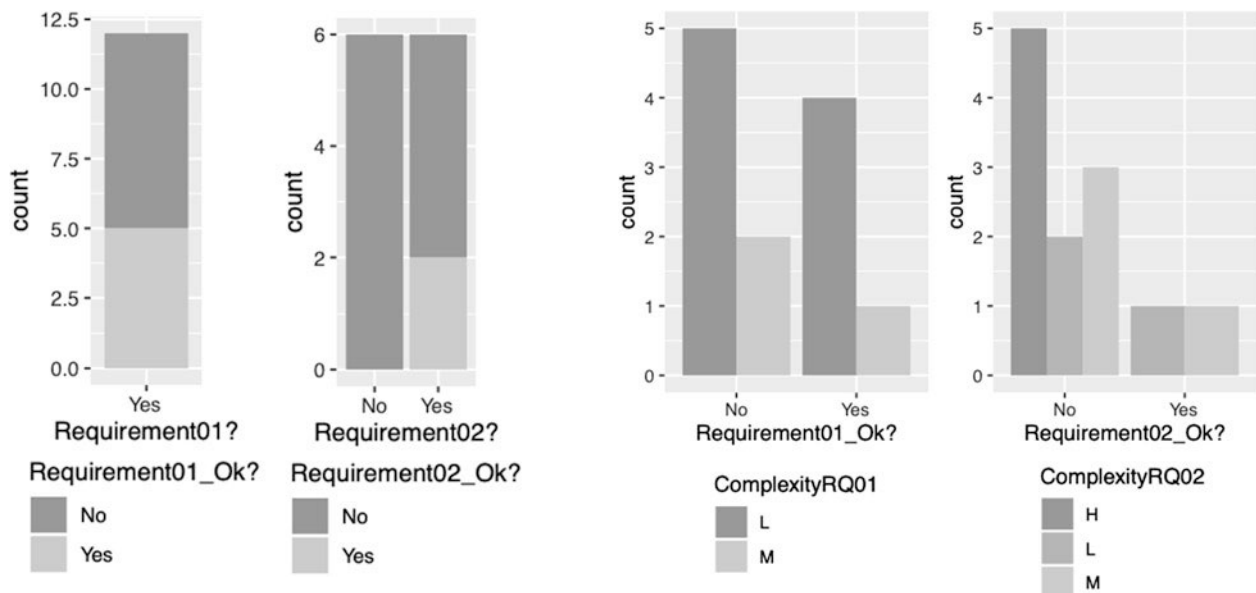 12.5
10.0
7.5
5.0
2.5
0.0
count
Yes
Requirement01?
Requirement01_Ok?
No
Yes
6
4
2
0
count
No Yes
Requirement02?
Requirement02_Ok?
No
Yes
5
4
3
2
1
0
count
No Yes
Requirement01_Ok?
ComplexityRQ01
L
M
5
4
3
2
1
0
count
No Yes
Requirement02_Ok?
ComplexityRQ02
H
L
M